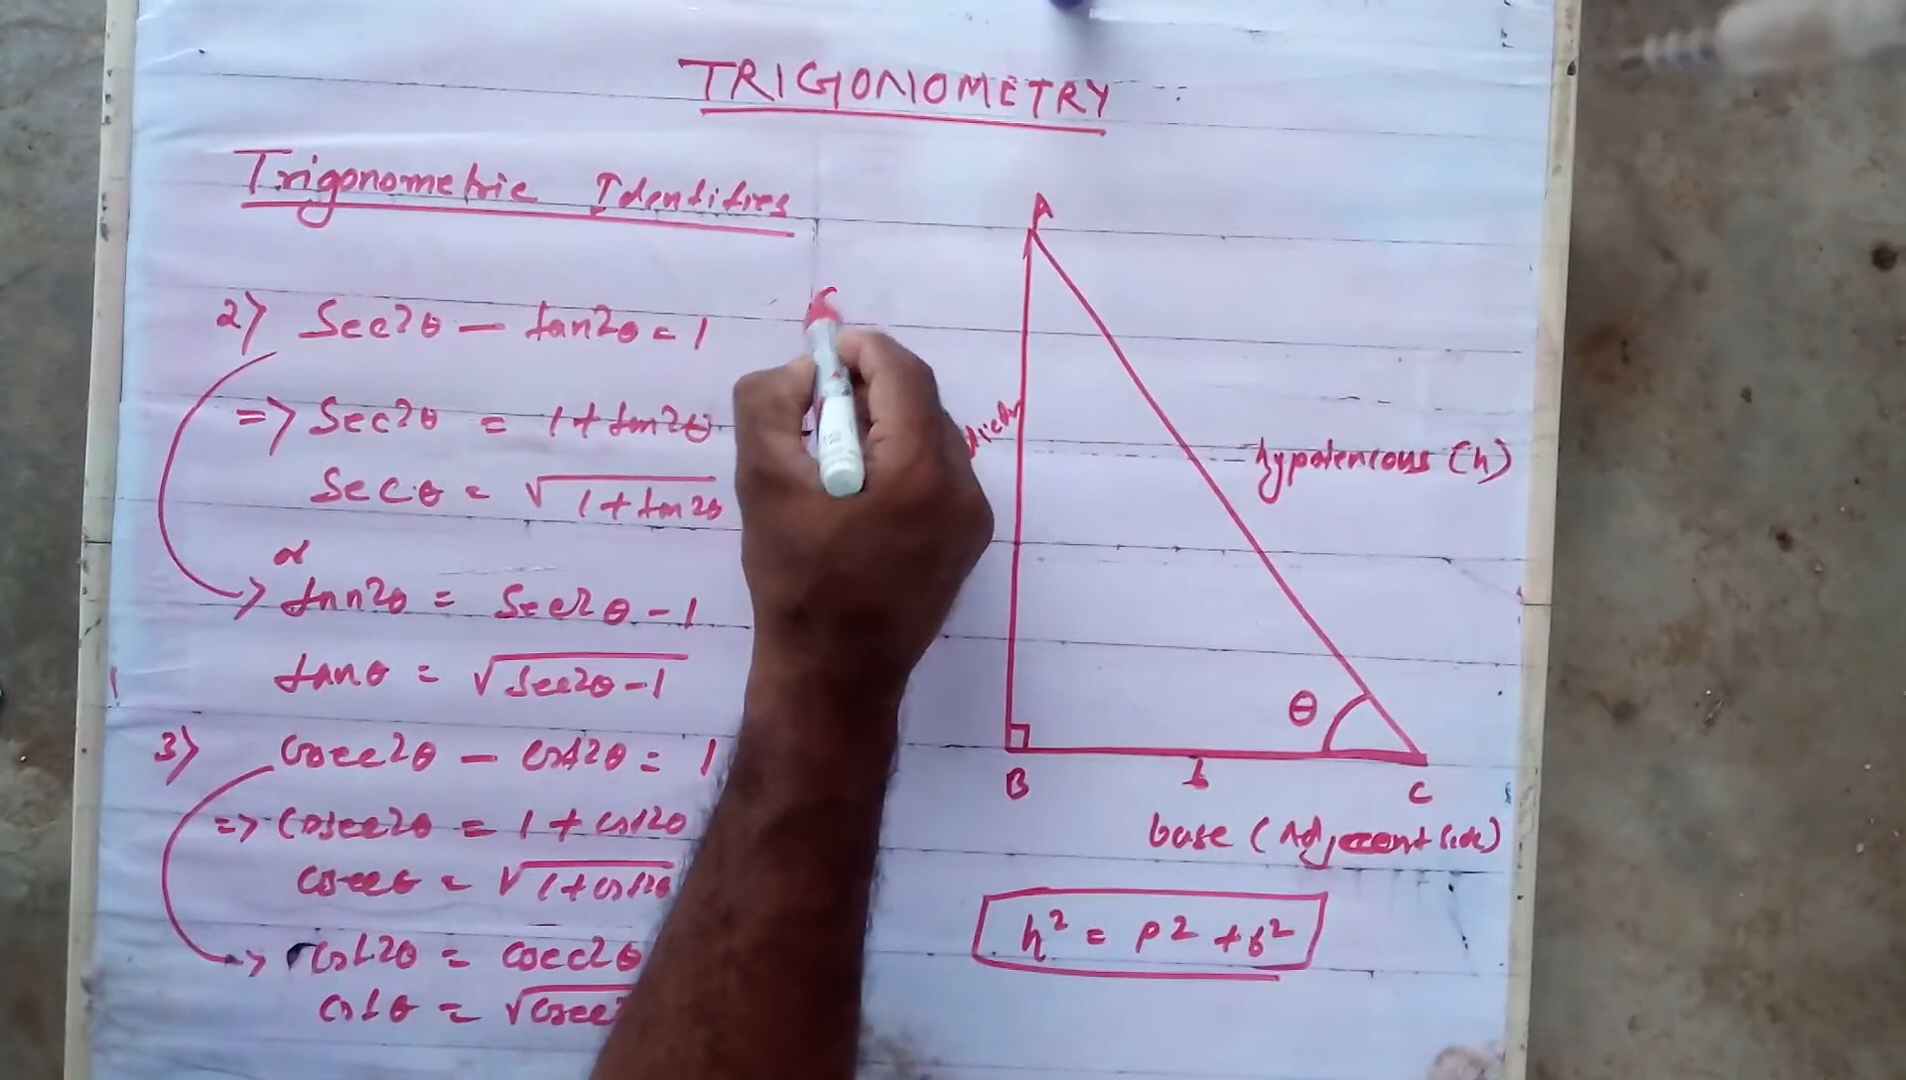 TRIGONOMETRY
Trigonometric Identities
2) Sec2θ - tan2θ = 1
=> Sec2θ = 1 + tan2θ
Secθ = √1 + tan2θ
or
-> tan2θ = Sec2θ - 1
tanθ = √Sec2θ - 1
3) Cosec2θ - Cot2θ = 1
=> Cosec2θ = 1 + Cot2θ
Cosecθ = √1 + Cot2θ
-> Cot2θ = Cosec2θ
Cotθ = √
A
hypotenous (h)
θ
B
b
C
base (Adjacent side)
h² = P² + b²